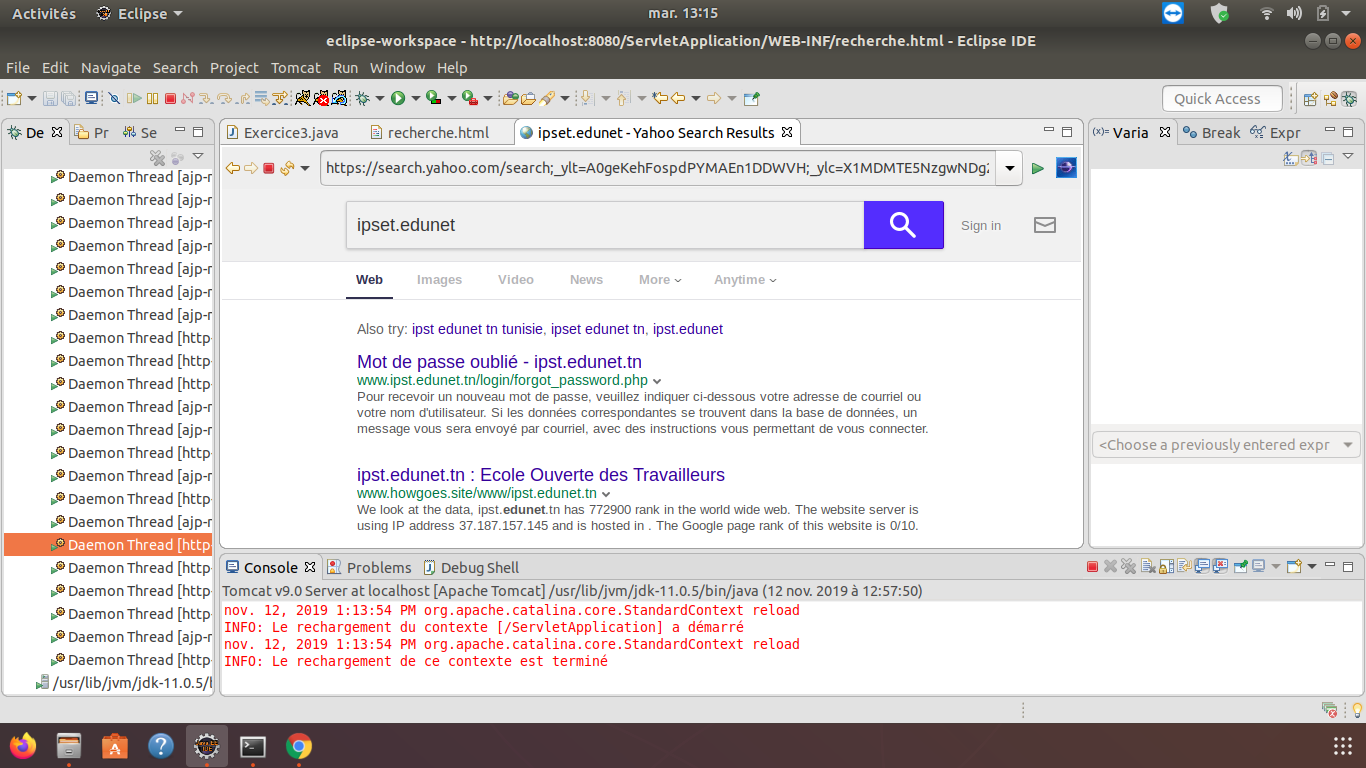 Activités Eclipse mar. 13:15
eclipse-workspace - http://localhost:8080/ServletApplication/WEB-INF/recherche.html - Eclipse IDE
File Edit Navigate Search Project Tomcat Run Window Help
Quick Access
De Pr Se
Exercice3.java recherche.html ipset.edunet - Yahoo Search Results
(x)= Varia Break Expr
https://search.yahoo.com/search;_ylt=A0geKehFospdPYMAEn1DDWVH;_ylc=X1MDMTE5NzgwNDg2
Daemon Thread [ajp-n
Daemon Thread [ajp-n
Daemon Thread [ajp-n
Daemon Thread [ajp-n
Daemon Thread [ajp-n
Daemon Thread [ajp-n
Daemon Thread [ajp-n
Daemon Thread [http-
Daemon Thread [http-
Daemon Thread [http-
Daemon Thread [ajp-n
Daemon Thread [ajp-n
Daemon Thread [http-
Daemon Thread [ajp-n
Daemon Thread [http-
Daemon Thread [ajp-n
Daemon Thread [http-
Daemon Thread [http-
Daemon Thread [http-
Daemon Thread [http-
Daemon Thread [ajp-n
Daemon Thread [http-
/usr/lib/jvm/jdk-11.0.5/b
ipset.edunet
Sign in
Web Images Video News More Anytime
Also try: ipst edunet tn tunisie, ipset edunet tn, ipst.edunet
Mot de passe oublié - ipst.edunet.tn
www.ipst.edunet.tn/login/forgot_password.php
Pour recevoir un nouveau mot de passe, veuillez indiquer ci-dessous votre adresse de courriel ou
votre nom d'utilisateur. Si les données correspondantes se trouvent dans la base de données, un
message vous sera envoyé par courriel, avec des instructions vous permettant de vous connecter.
ipst.edunet.tn : Ecole Ouverte des Travailleurs
www.howgoes.site/www/ipst.edunet.tn
We look at the data, ipst.edunet.tn has 772900 rank in the world wide web. The website server is
using IP address 37.187.157.145 and is hosted in . The Google page rank of this website is 0/10.
<Choose a previously entered expr
Console Problems Debug Shell
Tomcat v9.0 Server at localhost [Apache Tomcat] /usr/lib/jvm/jdk-11.0.5/bin/java (12 nov. 2019 à 12:57:50)
nov. 12, 2019 1:13:54 PM org.apache.catalina.core.StandardContext reload
INFO: Le rechargement du contexte [/ServletApplication] a démarré
nov. 12, 2019 1:13:54 PM org.apache.catalina.core.StandardContext reload
INFO: Le rechargement de ce contexte est terminé